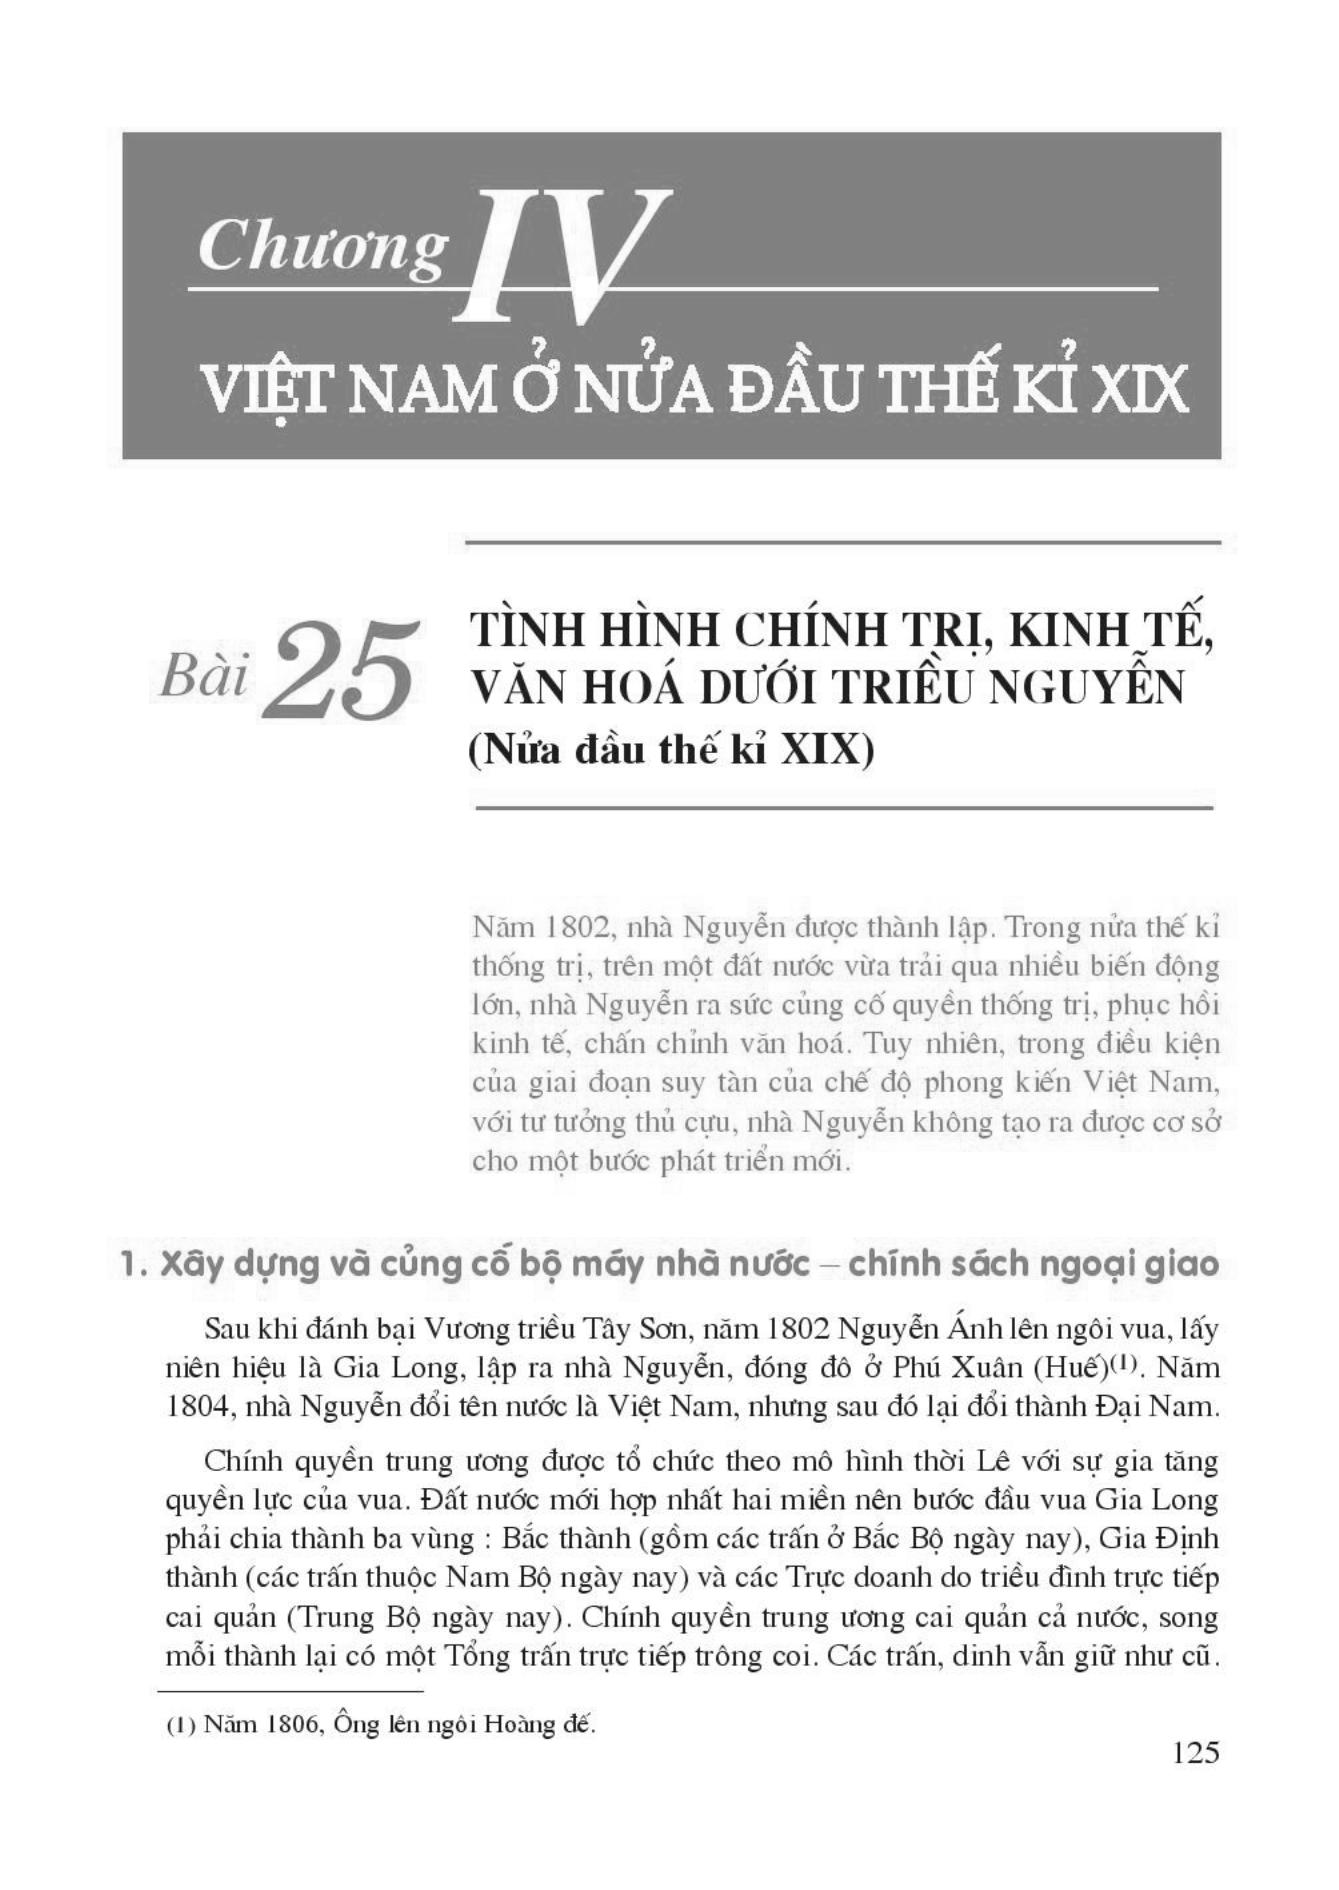 Chương IV
VIỆT NAM Ở NỬA ĐẦU THẾ KỈ XIX
Bài 25
TÌNH HÌNH CHÍNH TRỊ, KINH TẾ,
VĂN HOÁ DƯỚI TRIỀU NGUYỄN
(Nửa đầu thế kỉ XIX)
Năm 1802, nhà Nguyễn được thành lập. Trong nửa thế kỉ
thống trị, trên một đất nước vừa trải qua nhiều biến động
lớn, nhà Nguyễn ra sức củng cố quyền thống trị, phục hồi
kinh tế, chấn chỉnh văn hoá. Tuy nhiên, trong điều kiện
của giai đoạn suy tàn của chế độ phong kiến Việt Nam,
với tư tưởng thủ cựu, nhà Nguyễn không tạo ra được cơ sở
cho một bước phát triển mới.
1. Xây dựng và củng cố bộ máy nhà nước – chính sách ngoại giao
Sau khi đánh bại Vương triều Tây Sơn, năm 1802 Nguyễn Ánh lên ngôi vua, lấy
niên hiệu là Gia Long, lập ra nhà Nguyễn, đóng đô ở Phú Xuân (Huế)(1). Năm
1804, nhà Nguyễn đổi tên nước là Việt Nam, nhưng sau đó lại đổi thành Đại Nam.
Chính quyền trung ương được tổ chức theo mô hình thời Lê với sự gia tăng
quyền lực của vua. Đất nước mới hợp nhất hai miền nên bước đầu vua Gia Long
phải chia thành ba vùng : Bắc thành (gồm các trấn ở Bắc Bộ ngày nay), Gia Định
thành (các trấn thuộc Nam Bộ ngày nay) và các Trực doanh do triều đình trực tiếp
cai quản (Trung Bộ ngày nay). Chính quyền trung ương cai quản cả nước, song
mỗi thành lại có một Tổng trấn trực tiếp trông coi. Các trấn, dinh vẫn giữ như cũ.
(1) Năm 1806, Ông lên ngôi Hoàng đế.
125